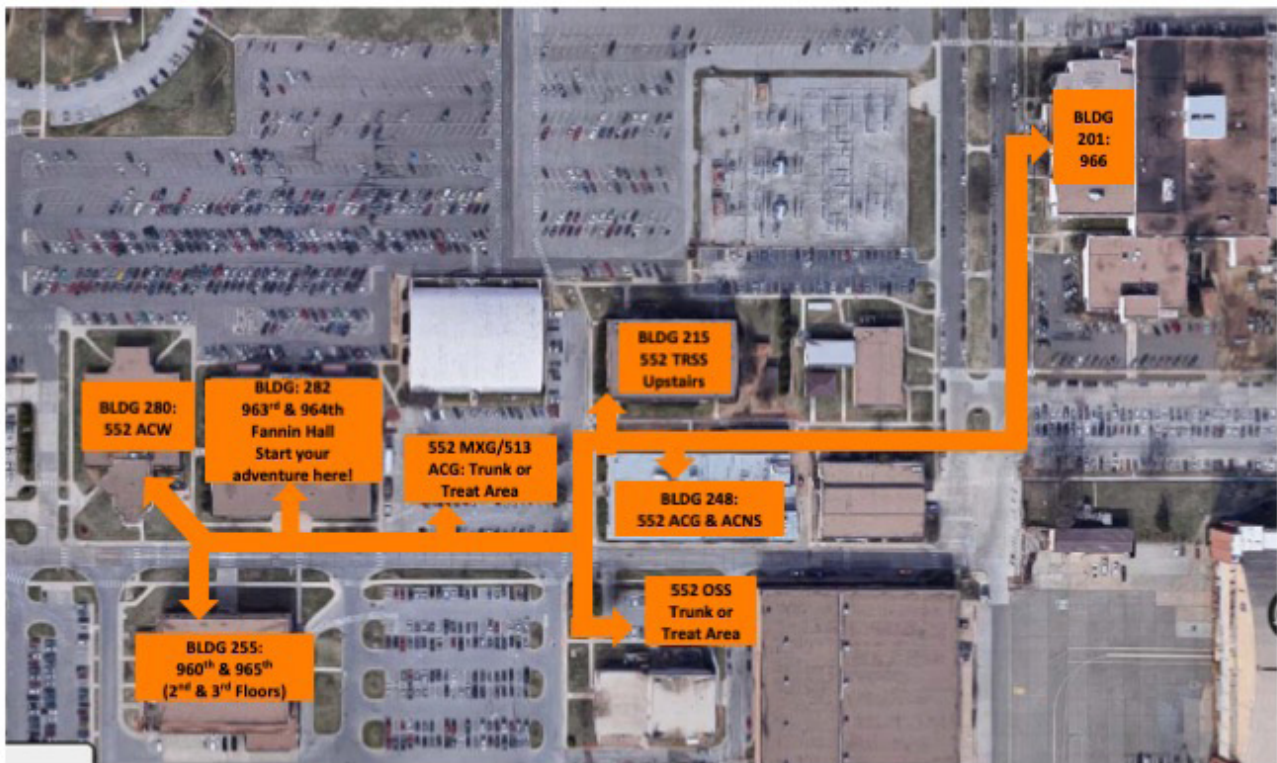 BLDG
201:
966
BLDG 215
552 TRSS
Upstairs
BLDG 280:
552 ACW
BLDG: 282
963rd & 964th
Fannin Hall
Start your
adventure here!
552 MXG/513
ACG: Trunk or
Treat Area
BLDG 248:
552 ACG & ACNS
552 OSS
Trunk or
Treat Area
BLDG 255:
960th & 965th
(2nd & 3rd Floors)